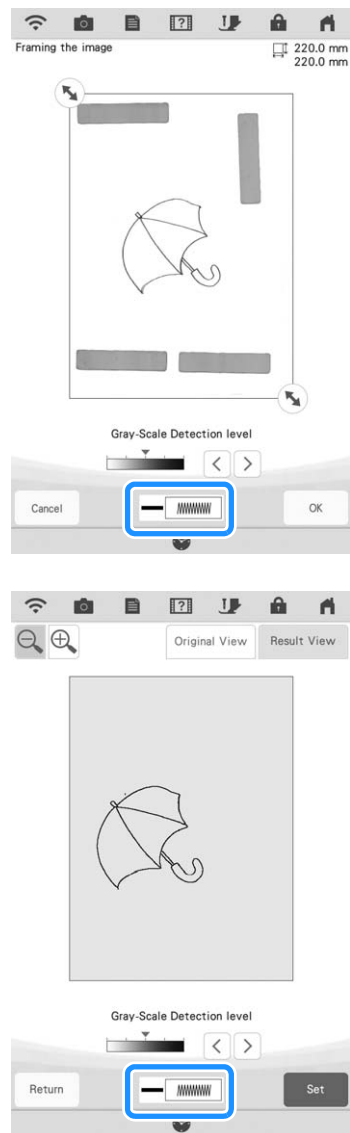 Framing the image
220.0 mm
220.0 mm
Gray-Scale Detection level
Cancel
OK
Original View
Result View
Gray-Scale Detection level
Return
Set